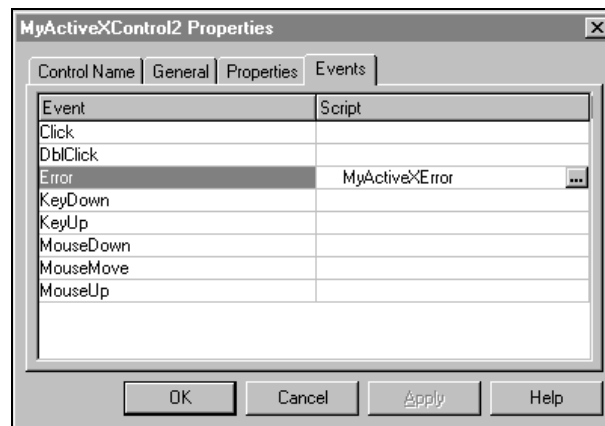 MyActiveXControl2 Properties
Control Name General Properties Events
Event Script
Click
DblClick
Error MyActiveXError ...
KeyDown
KeyUp
MouseDown
MouseMove
MouseUp
OK Cancel Apply Help